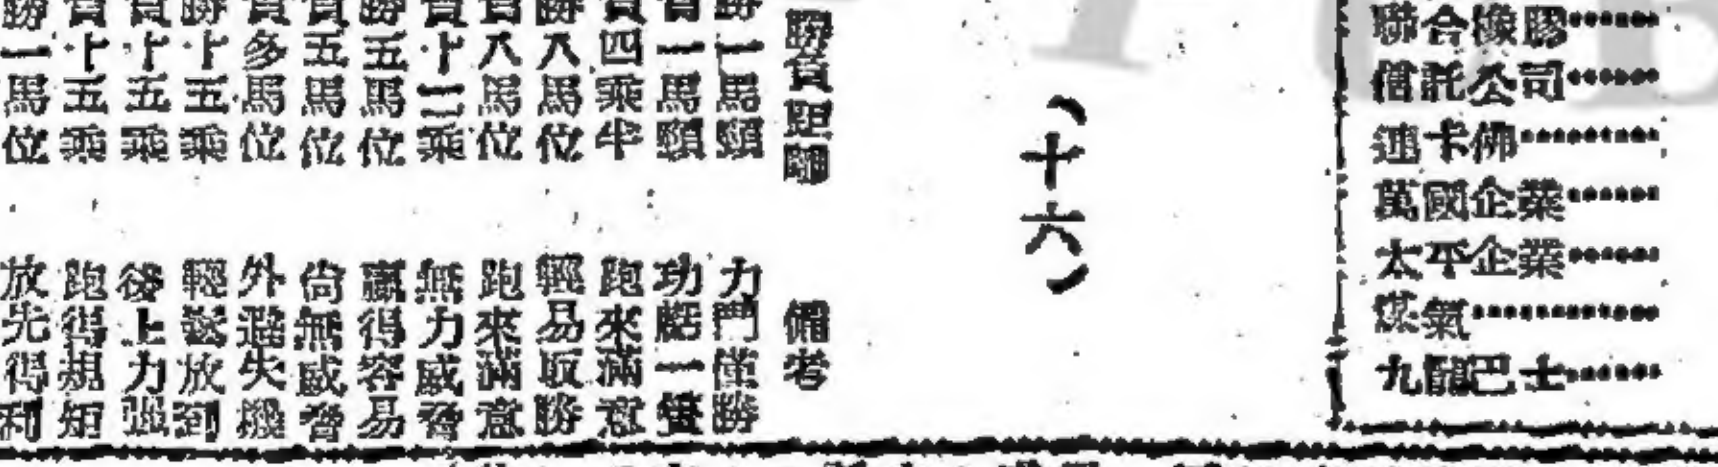 聯合橡膠
信託公司
連卡佛
萬國企業
太平企業
煤氣
九龍巴士
（十六）
勝負距離 備考
勝一馬頸 力鬥僅勝
負一馬頸 功虧一簣
負四乘半 跑來滿意
勝八馬位 輕易取勝
負八馬位 跑來滿意
負十二乘 無力威脅
勝五馬位 贏得容易
負五馬位 尚無威脅
負多馬位 外避失機
勝十五乘 輕鬆放到
負十五乘 後上力強
負十五乘 跑得規矩
勝一馬位 放先得利